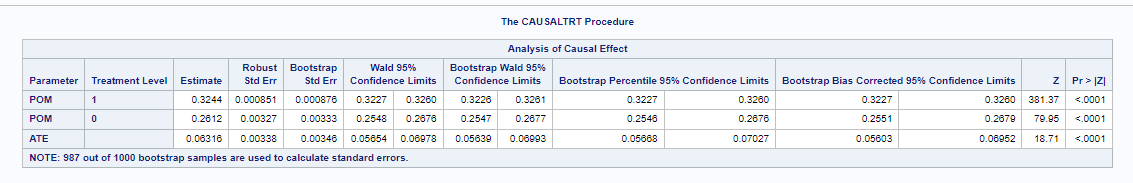 The CAUSALTRT Procedure
Analysis of Causal Effect
Parameter Treatment Level Estimate Robust Std Err Bootstrap Std Err Wald 95% Confidence Limits Bootstrap Wald 95% Confidence Limits Bootstrap Percentile 95% Confidence Limits Bootstrap Bias Corrected 95% Confidence Limits Z Pr > |Z|
POM 1 0.3244 0.000851 0.000876 0.3227 0.3260 0.3226 0.3261 0.3227 0.3260 0.3227 0.3260 381.37 <.0001
POM 0 0.2612 0.00327 0.00333 0.2548 0.2676 0.2547 0.2677 0.2546 0.2676 0.2551 0.2679 79.95 <.0001
ATE 0.06316 0.00338 0.00346 0.05654 0.06978 0.05639 0.06993 0.05668 0.07027 0.05603 0.06952 18.71 <.0001
NOTE: 987 out of 1000 bootstrap samples are used to calculate standard errors.